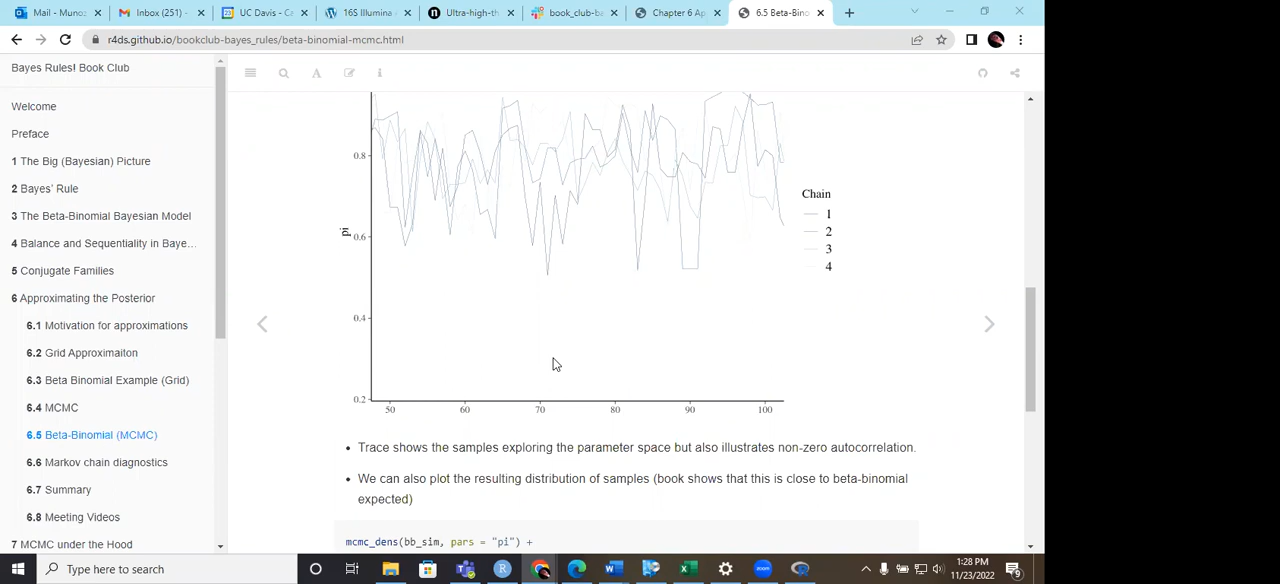 Mail - Munoz
Inbox (251) -
UC Davis - Ca
16S Illumina
Ultra-high-th
book_club-ba
Chapter 6 Ap
6.5 Beta-Bino
r4ds.github.io/bookclub-bayes_rules/beta-binomial-mcmc.html
Bayes Rules! Book Club
Welcome
Preface
1 The Big (Bayesian) Picture
2 Bayes' Rule
3 The Beta-Binomial Bayesian Model
4 Balance and Sequentiality in Baye...
5 Conjugate Families
6 Approximating the Posterior
6.1 Motivation for approximations
6.2 Grid Approximaiton
6.3 Beta Binomial Example (Grid)
6.4 MCMC
6.5 Beta-Binomial (MCMC)
6.6 Markov chain diagnostics
6.7 Summary
6.8 Meeting Videos
7 MCMC under the Hood
0.8
0.6
0.4
0.2
pi
50 60 70 80 90 100
Chain
1
2
3
4
• Trace shows the samples exploring the parameter space but also illustrates non-zero autocorrelation.
• We can also plot the resulting distribution of samples (book shows that this is close to beta-binomial
expected)
mcmc_dens(bb_sim, pars = "pi") +
Type here to search
1:28 PM
11/23/2022
9